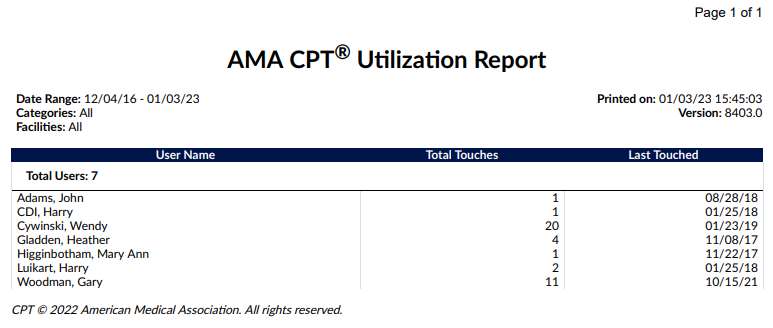 Page 1 of 1
AMA CPT® Utilization Report
Date Range: 12/04/16 - 01/03/23 Printed on: 01/03/23 15:45:03
Categories: All Version: 8403.0
Facilities: All
User Name Total Touches Last Touched
Total Users: 7
Adams, John 1 08/28/18
CDI, Harry 1 01/25/18
Cywinski, Wendy 20 01/23/19
Gladden, Heather 4 11/08/17
Higginbotham, Mary Ann 1 11/22/17
Luikart, Harry 2 01/25/18
Woodman, Gary 11 10/15/21
CPT © 2022 American Medical Association. All rights reserved.